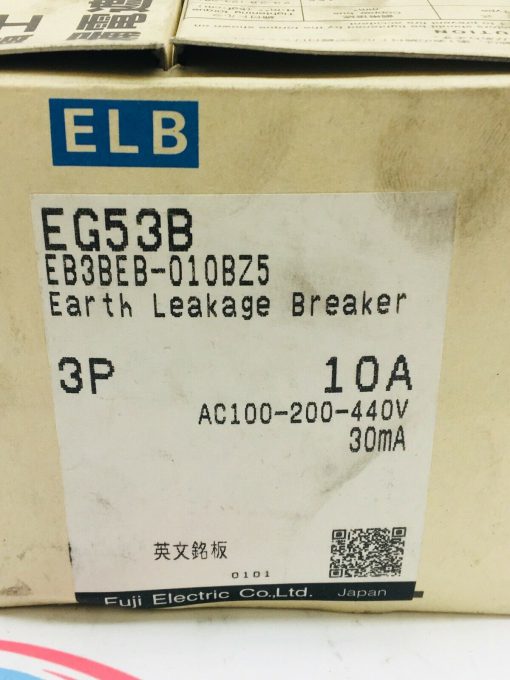 ELB
EG53B
EB3BEB-010BZ5
Earth Leakage Breaker
3P 10A
AC100-200-440V
30mA
英文銘板
0101
Fuji Electric Co.,Ltd. Japan